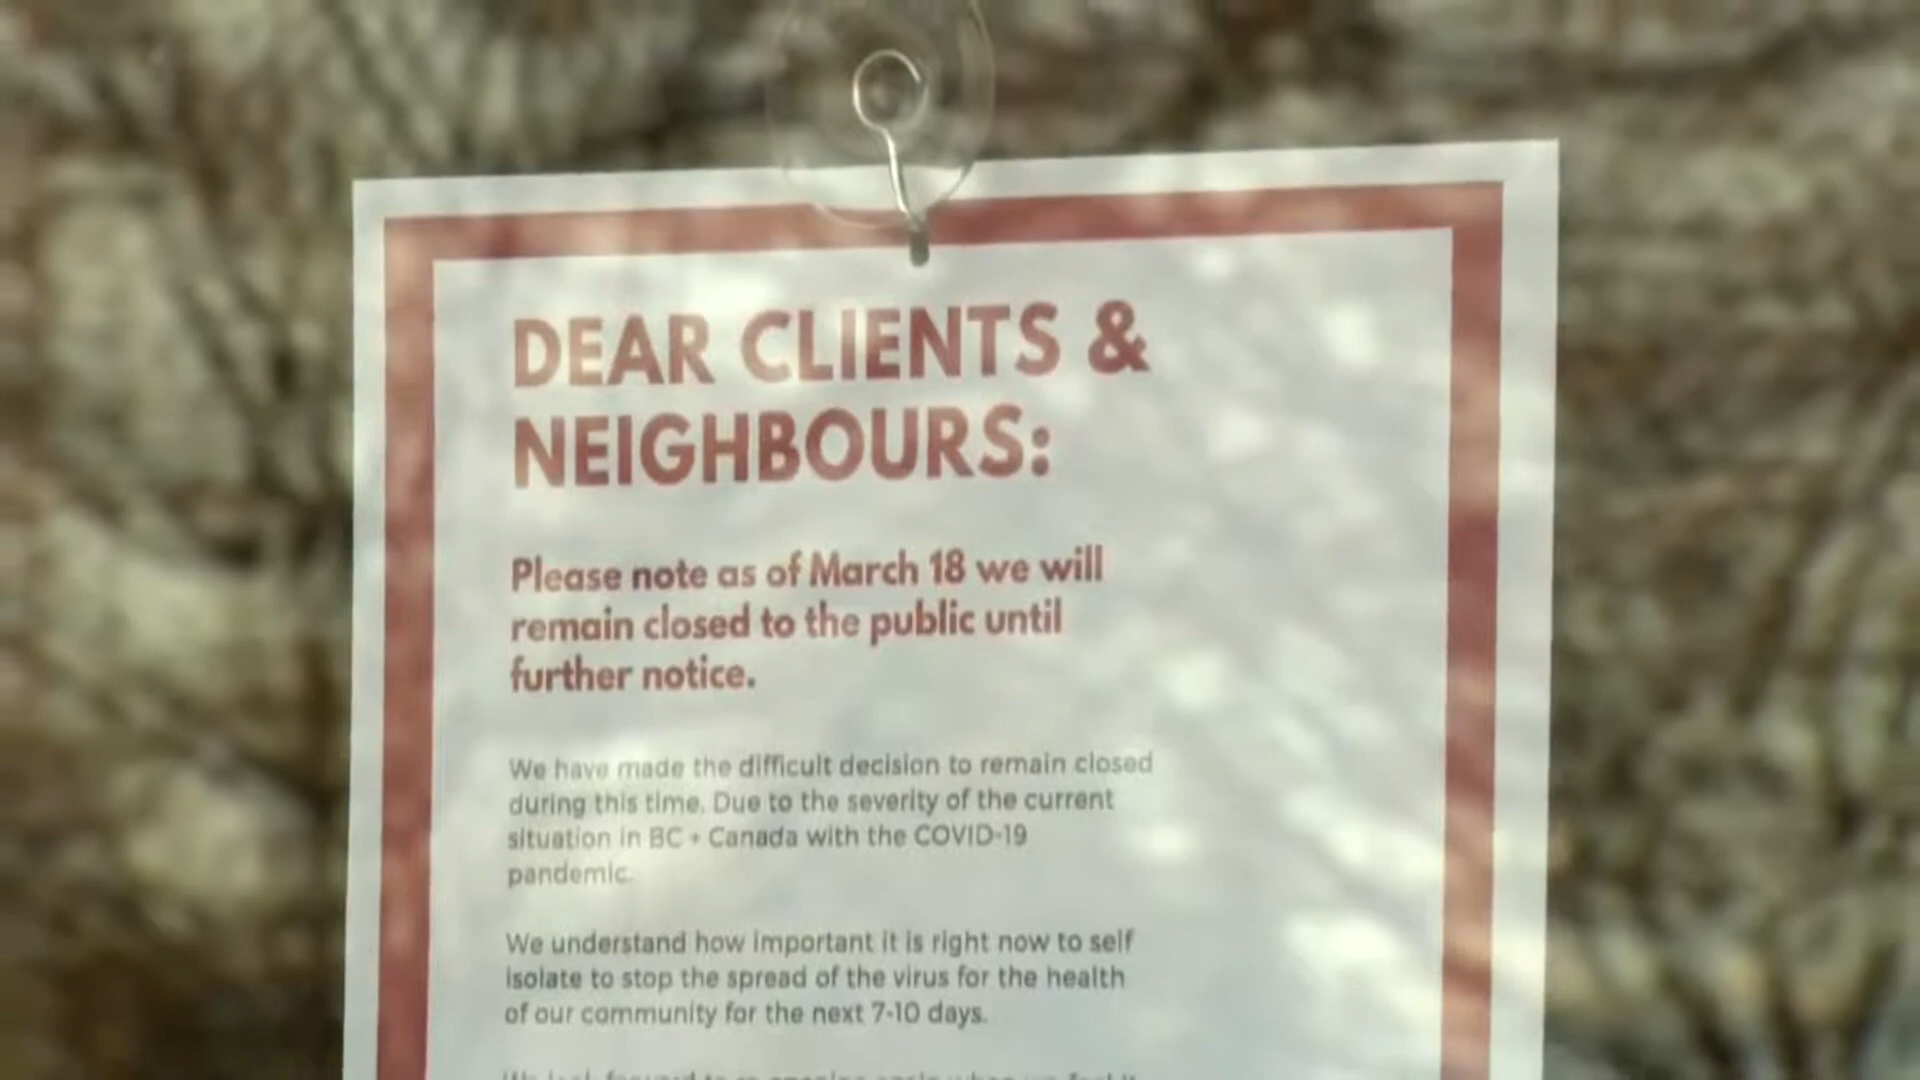 DEAR CLIENTS &
NEIGHBOURS:
Please note as of March 18 we will
remain closed to the public until
further notice.
We have made the difficult decision to remain closed
during this time. Due to the severity of the current
situation in BC + Canada with the COVID-19
pandemic.
We understand how important it is right now to self
isolate to stop the spread of the virus for the health
of our community for the next 7-10 days.